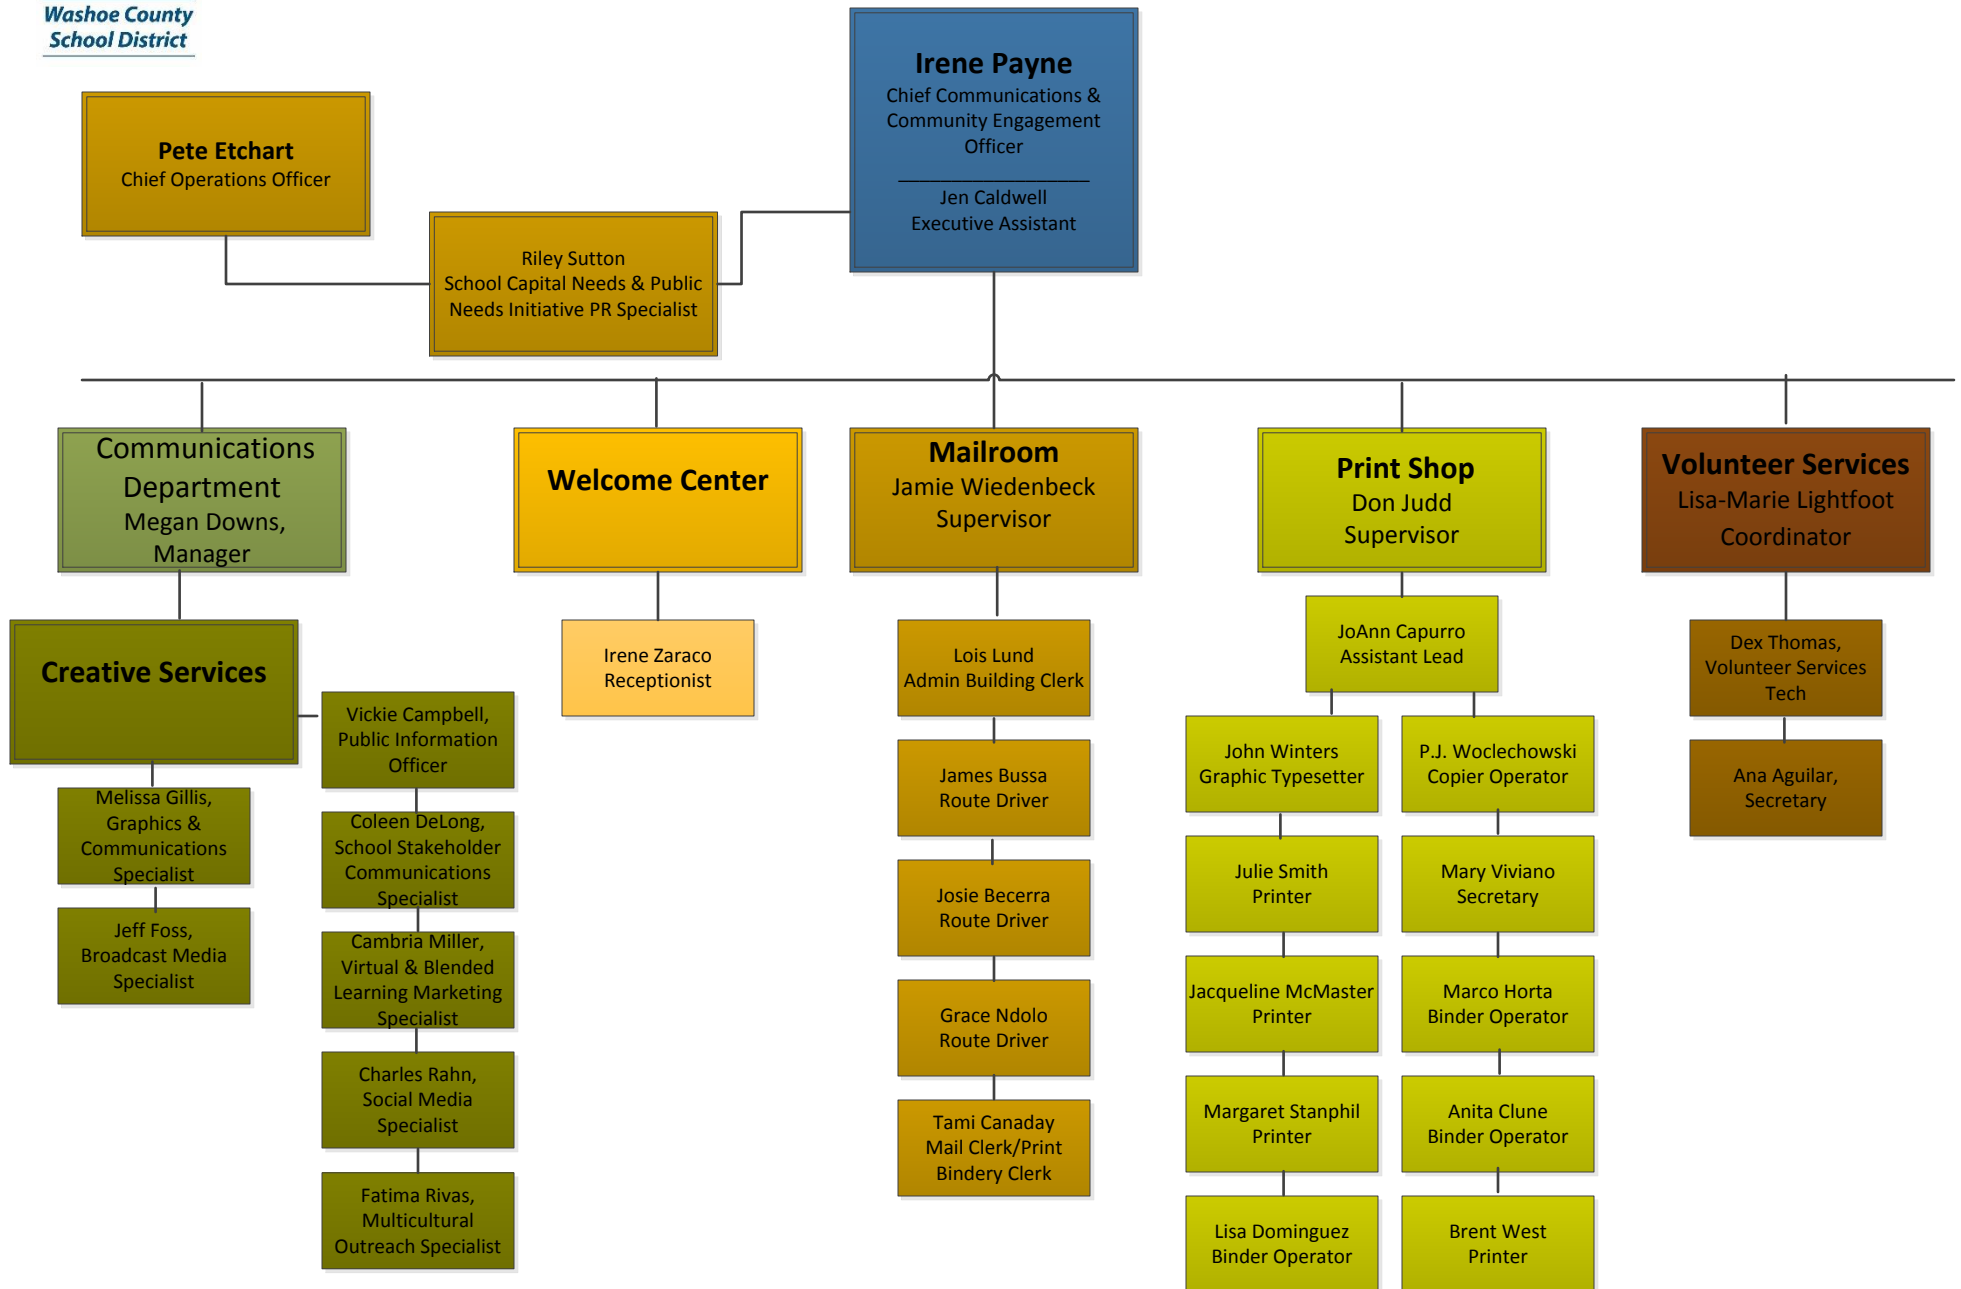 Washoe County
School District
Irene Payne
Chief Communications &
Community Engagement
Officer
Jen Caldwell
Executive Assistant
Pete Etchart
Chief Operations Officer
Riley Sutton
School Capital Needs & Public
Needs Initiative PR Specialist
Communications
Department
Megan Downs,
Manager
Welcome Center
Mailroom
Jamie Wiedenbeck
Supervisor
Print Shop
Don Judd
Supervisor
Volunteer Services
Lisa-Marie Lightfoot
Coordinator
Creative Services
Melissa Gillis,
Graphics &
Communications
Specialist
Jeff Foss,
Broadcast Media
Specialist
Vickie Campbell,
Public Information
Officer
Coleen DeLong,
School Stakeholder
Communications
Specialist
Cambria Miller,
Virtual & Blended
Learning Marketing
Specialist
Charles Rahn,
Social Media
Specialist
Fatima Rivas,
Multicultural
Outreach Specialist
Irene Zaraco
Receptionist
Lois Lund
Admin Building Clerk
James Bussa
Route Driver
Josie Becerra
Route Driver
Grace Ndolo
Route Driver
Tami Canaday
Mail Clerk/Print
Bindery Clerk
JoAnn Capurro
Assistant Lead
John Winters
Graphic Typesetter
Julie Smith
Printer
Jacqueline McMaster
Printer
Margaret Stanphil
Printer
Lisa Dominguez
Binder Operator
P.J. Woclechowski
Copier Operator
Mary Viviano
Secretary
Marco Horta
Binder Operator
Anita Clune
Binder Operator
Brent West
Printer
Dex Thomas,
Volunteer Services
Tech
Ana Aguilar,
Secretary